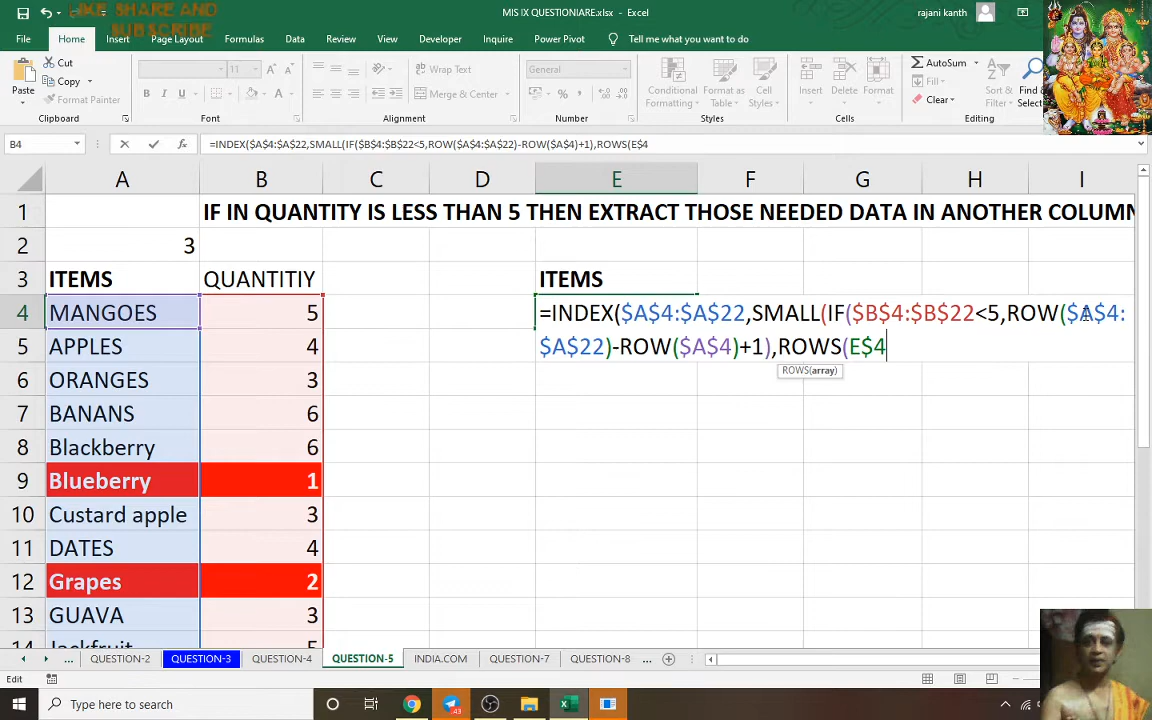 LIKE SHARE AND
SUBSCRIBE
MIS IX QUESTIONIARE.xlsx - Excel
rajani kanth
File Home Insert Page Layout Formulas Data Review View Developer Inquire Power Pivot Tell me what you want to do
Cut
Copy
Format Painter
Paste
11
Wrap Text
Merge & Center
General
Conditional Formatting
Format as Table
Cell Styles
Insert Delete Format
AutoSum
Fill
Clear
Sort & Filter
Find & Select
Clipboard Font Alignment Number Styles Cells Editing
B4
=INDEX($A$4:$A$22,SMALL(IF($B$4:$B$22<5,ROW($A$4:$A$22)-ROW($A$4)+1),ROWS(E$4
A B C D E F G H I
1 IF IN QUANTITY IS LESS THAN 5 THEN EXTRACT THOSE NEEDED DATA IN ANOTHER COLUMN
2 3
3 ITEMS QUANTITIY ITEMS
4 MANGOES 5 =INDEX($A$4:$A$22,SMALL(IF($B$4:$B$22<5,ROW($A$4:
5 APPLES 4 $A$22)-ROW($A$4)+1),ROWS(E$4
ROWS(array)
6 ORANGES 3
7 BANANS 6
8 Blackberry 6
9 Blueberry 1
10 Custard apple 3
11 DATES 4
12 Grapes 2
13 GUAVA 3
14 Jackfruit 5
... QUESTION-2 QUESTION-3 QUESTION-4 QUESTION-5 INDIA.COM QUESTION-7 QUESTION-8 ...
Edit
Type here to search
43